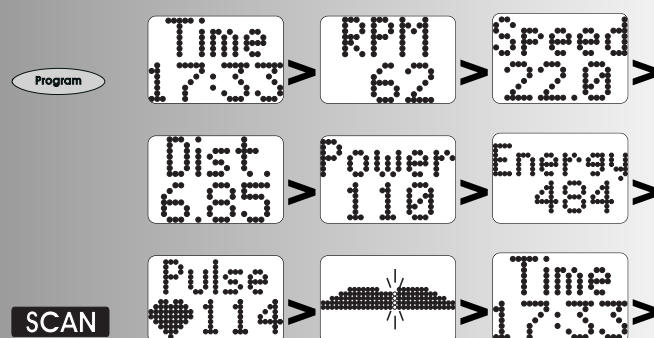 Time
17:33
>
RPM
62
>
Speed
22.0
>
Program
Dist.
6.85
>
Power
110
>
Energy
484
>
Pulse
114
>
>
Time
17:33
>
SCAN